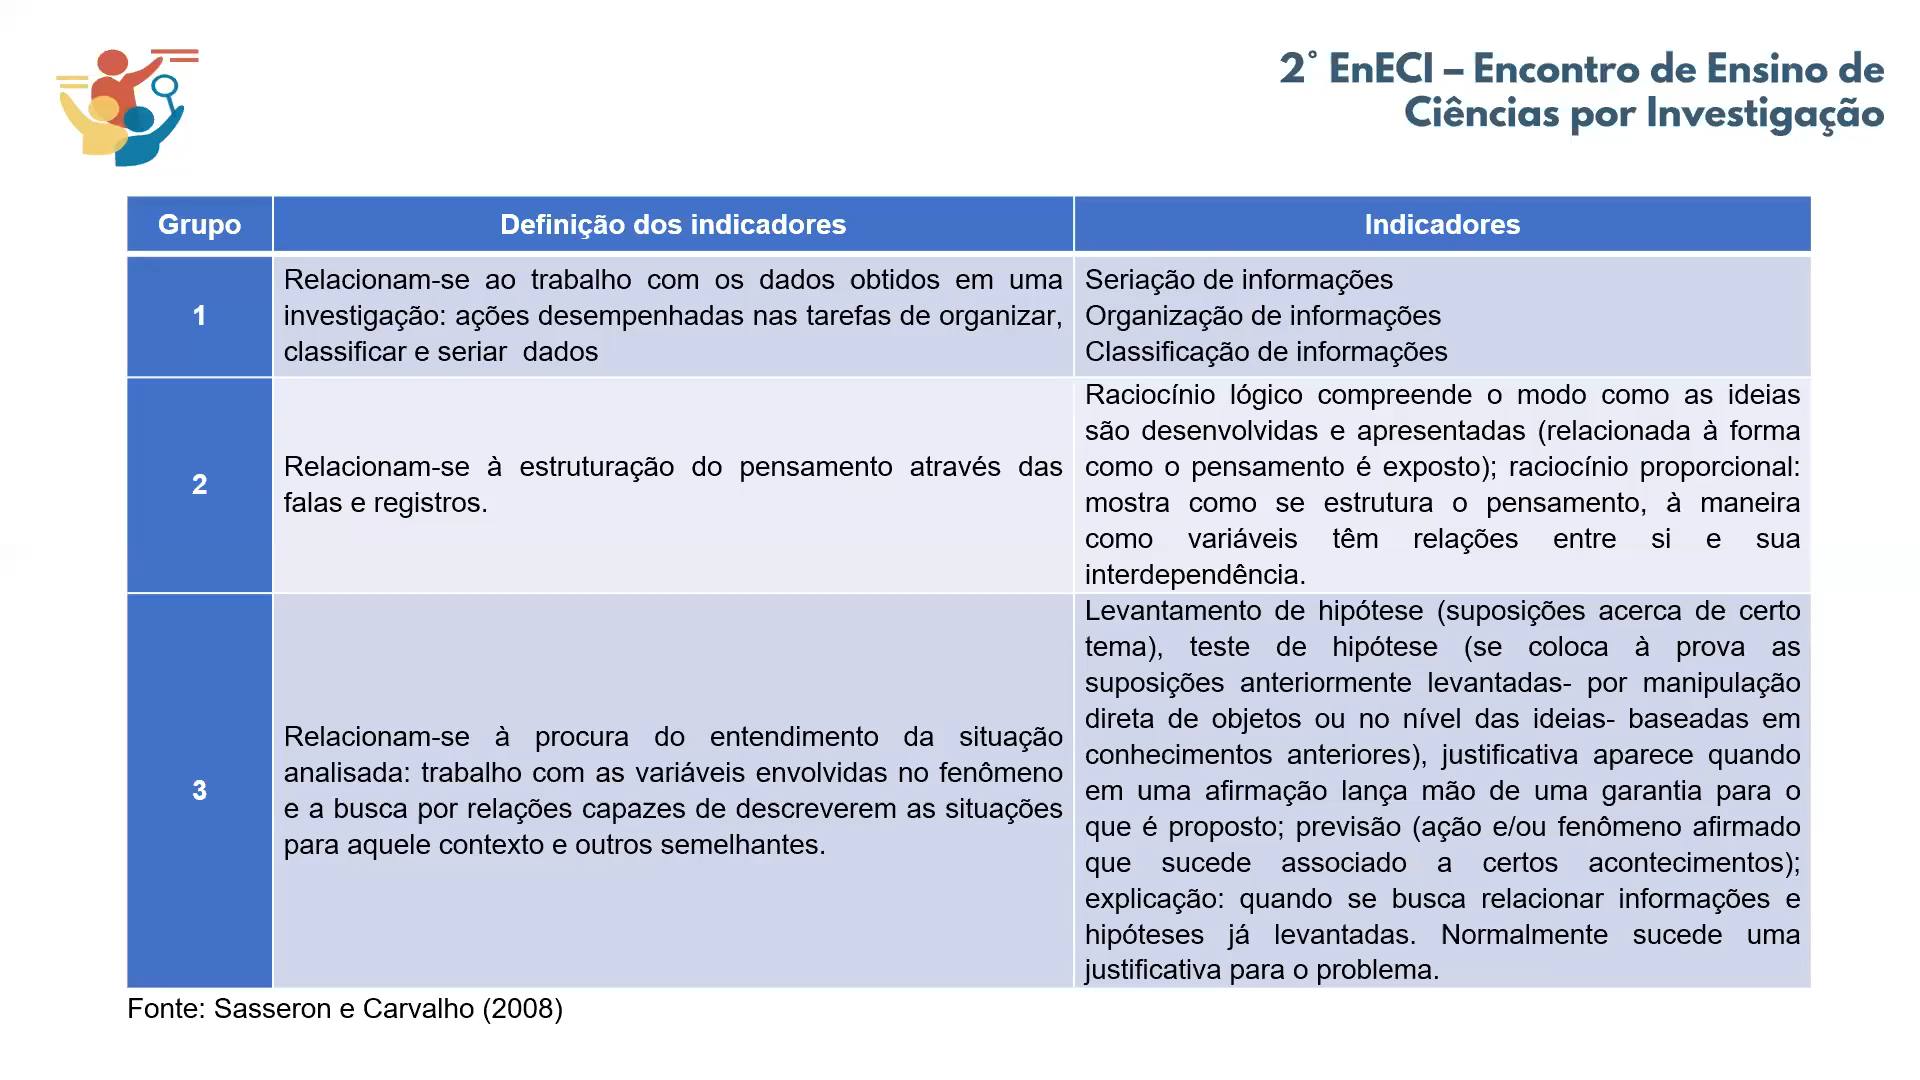 2° EnECI – Encontro de Ensino de
Ciências por Investigação
Grupo
Definição dos indicadores
Indicadores
1
Relacionam-se ao trabalho com os dados obtidos em uma
investigação: ações desempenhadas nas tarefas de organizar,
classificar e seriar dados
Seriação de informações
Organização de informações
Classificação de informações
2
Relacionam-se à estruturação do pensamento através das
falas e registros.
Raciocínio lógico compreende o modo como as ideias
são desenvolvidas e apresentadas (relacionada à forma
como o pensamento é exposto); raciocínio proporcional:
mostra como se estrutura o pensamento, à maneira
como variáveis têm relações entre si e sua
interdependência.
3
Relacionam-se à procura do entendimento da situação
analisada: trabalho com as variáveis envolvidas no fenômeno
e a busca por relações capazes de descreverem as situações
para aquele contexto e outros semelhantes.
Levantamento de hipótese (suposições acerca de certo
tema), teste de hipótese (se coloca à prova as
suposições anteriormente levantadas- por manipulação
direta de objetos ou no nível das ideias- baseadas em
conhecimentos anteriores), justificativa aparece quando
em uma afirmação lança mão de uma garantia para o
que é proposto; previsão (ação e/ou fenômeno afirmado
que sucede associado a certos acontecimentos);
explicação: quando se busca relacionar informações e
hipóteses já levantadas. Normalmente sucede uma
justificativa para o problema.
Fonte: Sasseron e Carvalho (2008)